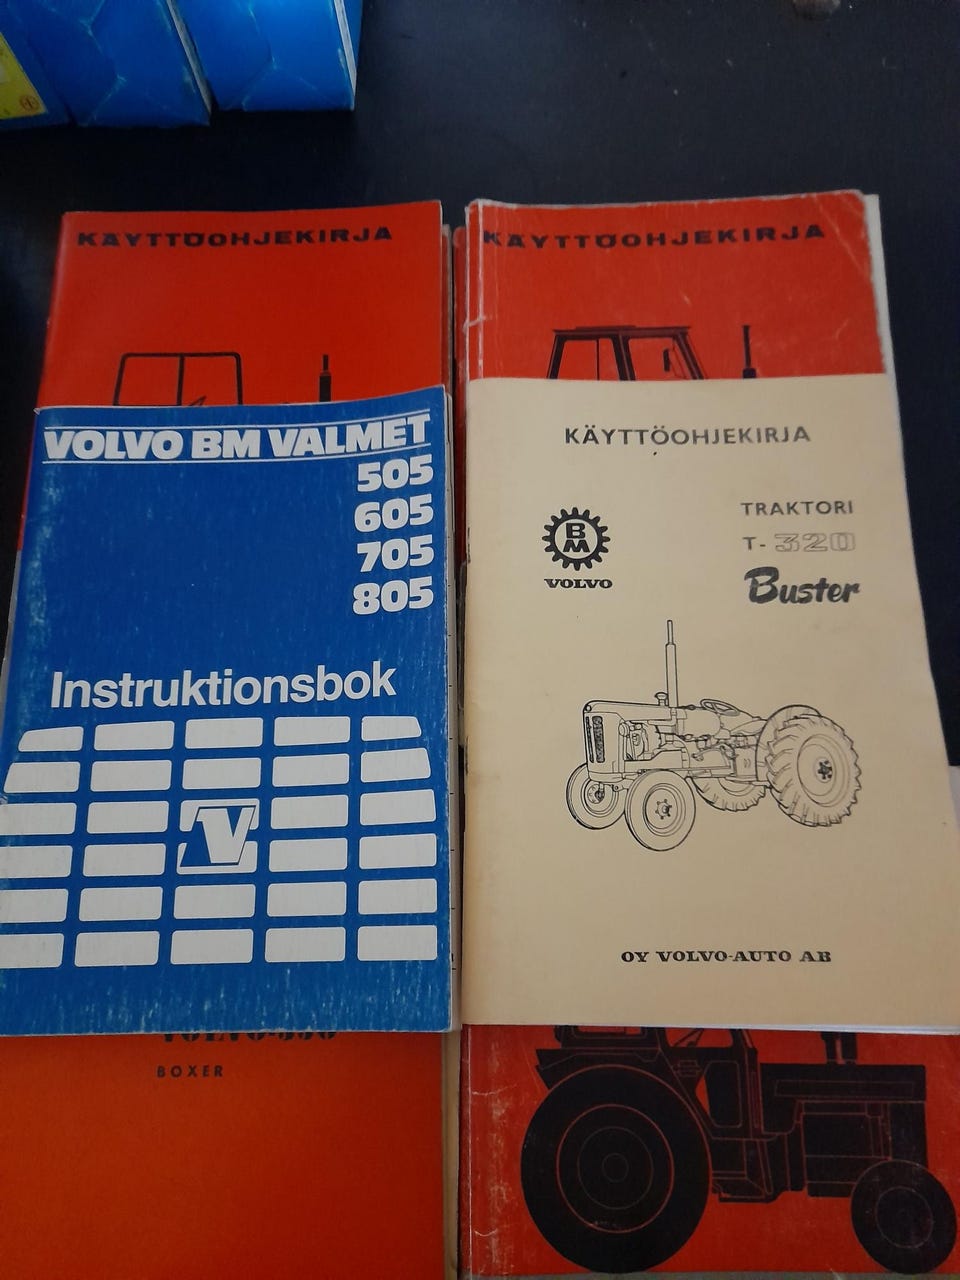 KÄYTTÖOHJEKIRJA
KÄYTTÖOHJEKIRJA
VOLVO BM VALMET
505
605
705
805
Instruktionsbok
V
KÄYTTÖOHJEKIRJA
BM
VOLVO
TRAKTORI
T- 320
Buster
OY VOLVO-AUTO AB
BOXER